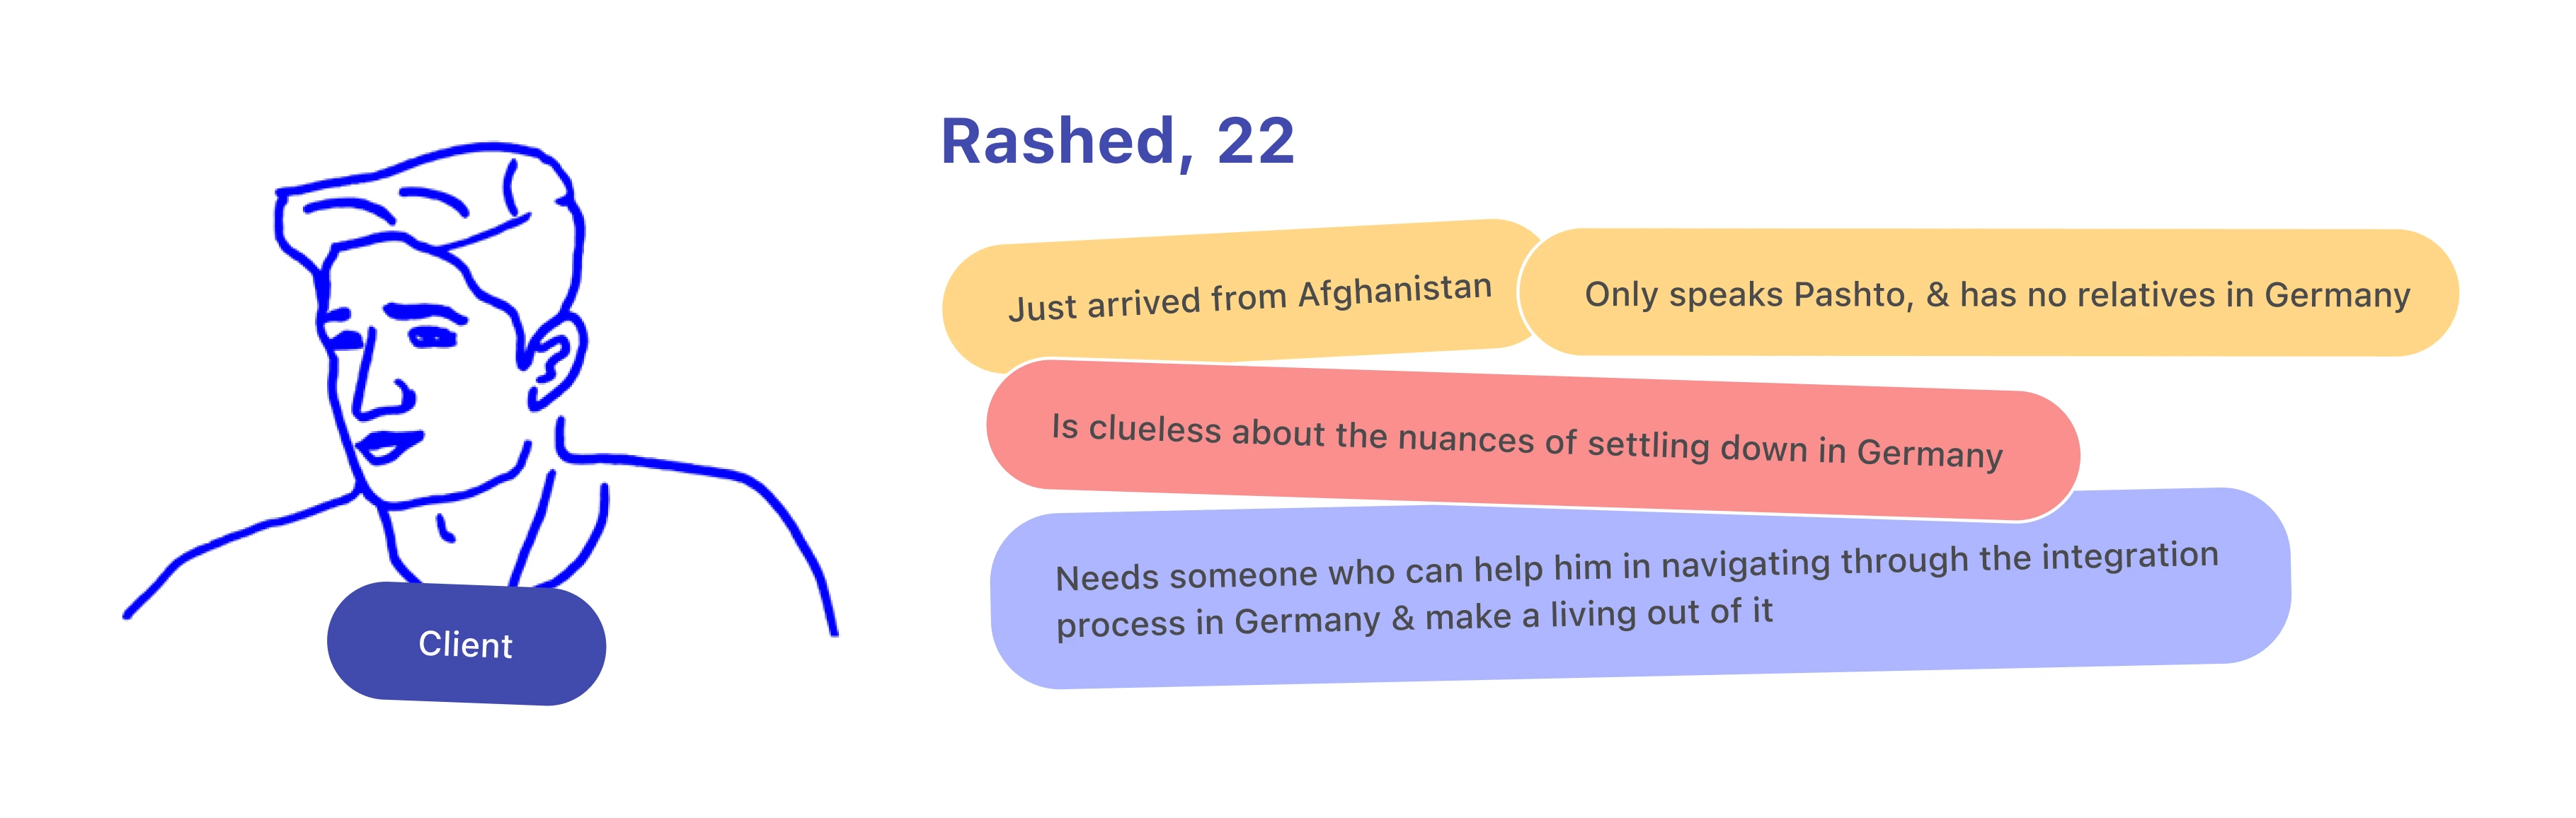 Rashed, 22
Just arrived from Afghanistan
Only speaks Pashto, & has no relatives in Germany
Is clueless about the nuances of settling down in Germany
Needs someone who can help him in navigating through the integration
process in Germany & make a living out of it
Client